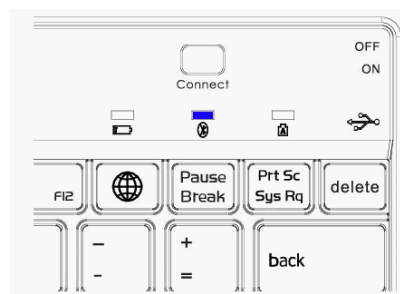 OFF
ON
Connect
A
F12
Pause
Break
Prt Sc
Sys Rq
delete
–
-
+
=
back